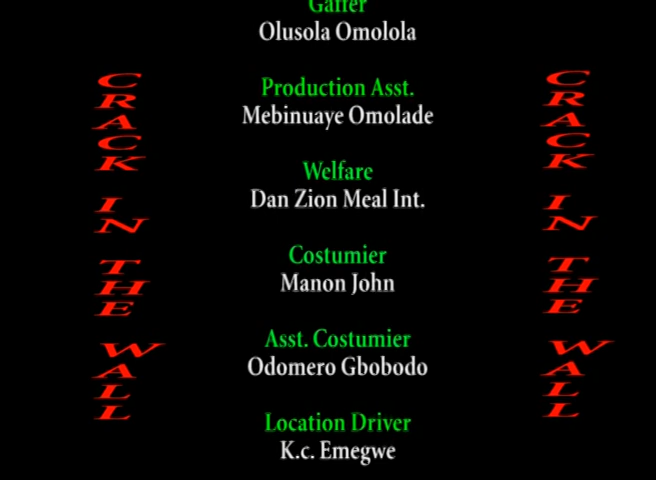 Gaffer
Olusola Omolola
Production Asst.
Mebinuaye Omolade
Welfare
Dan Zion Meal Int.
Costumier
Manon John
Asst. Costumier
Odomero Gbobodo
Location Driver
K.c. Emegwe
CRACK IN THE WALL
CRACK IN THE WALL